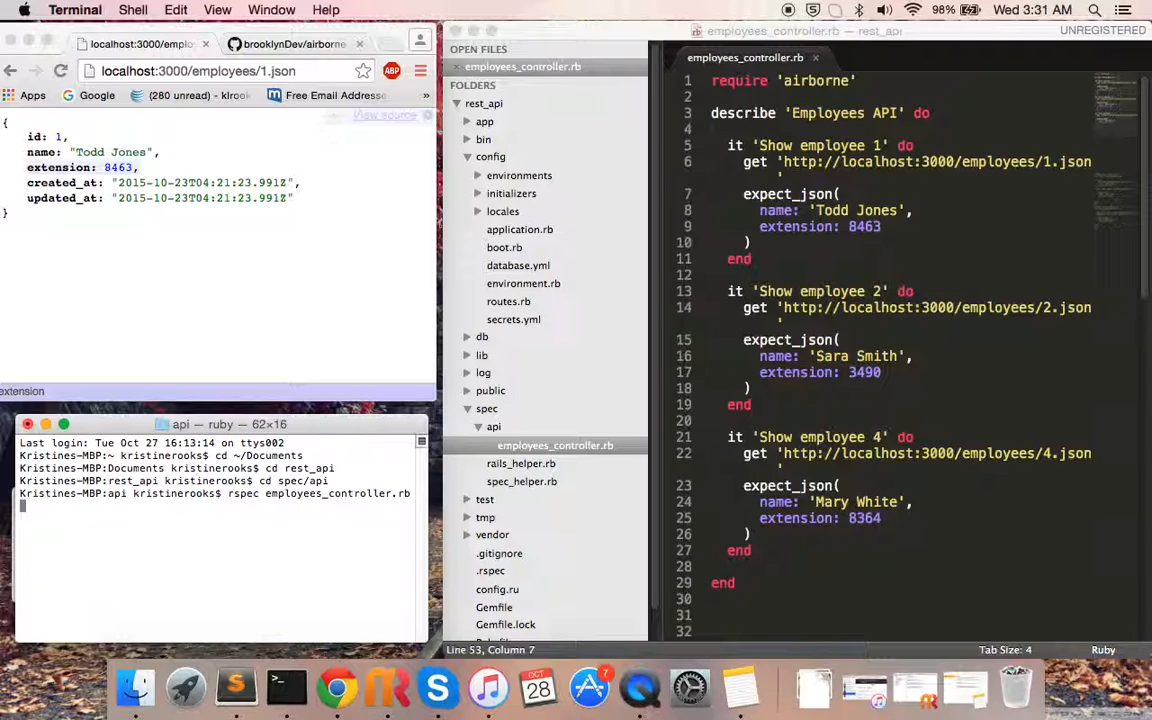 Terminal Shell Edit View Window Help 98% Wed 3:31 AM
localhost:3000/emplo × brooklynDev/airborne ×
localhost:3000/employees/1.json ABP
Apps Google (280 unread) - klroo Free Email Addresse »
View source
{
id: 1,
name: "Todd Jones",
extension: 8463,
created_at: "2015-10-23T04:21:23.991Z",
updated_at: "2015-10-23T04:21:23.991Z"
}
extension
api — ruby — 62×16
Last login: Tue Oct 27 16:13:14 on ttys002
Kristines-MBP:~ kristinerooks$ cd ~/Documents
Kristines-MBP:Documents kristinerooks$ cd rest_api
Kristines-MBP:rest_api kristinerooks$ cd spec/api
Kristines-MBP:api kristinerooks$ rspec employees_controller.rb
employees_controller.rb — rest_api UNREGISTERED
OPEN FILES
× employees_controller.rb
FOLDERS
rest_api
app
bin
config
environments
initializers
locales
application.rb
boot.rb
database.yml
environment.rb
routes.rb
secrets.yml
db
lib
log
public
spec
api
employees_controller.rb
rails_helper.rb
spec_helper.rb
test
tmp
vendor
.gitignore
.rspec
config.ru
Gemfile
Gemfile.lock
employees_controller.rb ×
1 require 'airborne'
2
3 describe 'Employees API' do
4
5 it 'Show employee 1' do
6 get 'http://localhost:3000/employees/1.json
'
7 expect_json(
8 name: 'Todd Jones',
9 extension: 8463
10 )
11 end
12
13 it 'Show employee 2' do
14 get 'http://localhost:3000/employees/2.json
'
15 expect_json(
16 name: 'Sara Smith',
17 extension: 3490
18 )
19 end
20
21 it 'Show employee 4' do
22 get 'http://localhost:3000/employees/4.json
'
23 expect_json(
24 name: 'Mary White',
25 extension: 8364
26 )
27 end
28
29 end
30
31
32
Line 53, Column 7 Tab Size: 4 Ruby
OCT
28
7